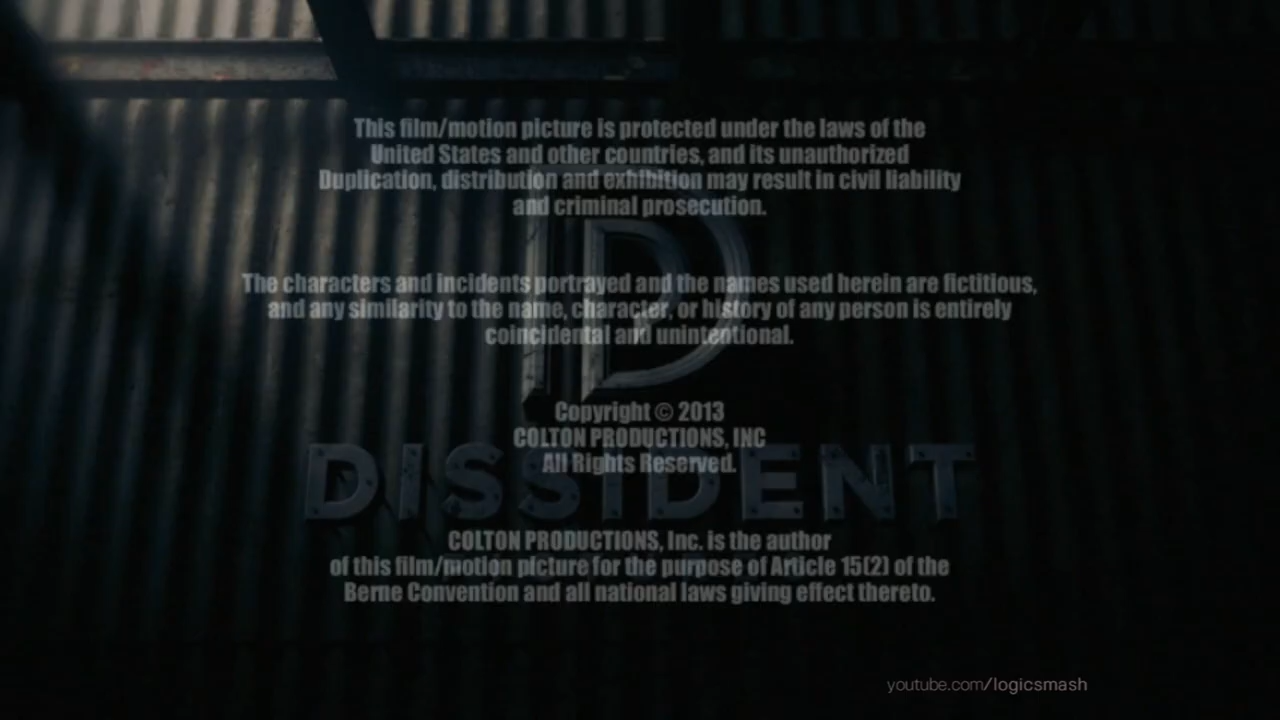 This film/motion picture is protected under the laws of the
United States and other countries, and its unauthorized
Duplication, distribution and exhibition may result in civil liability
and criminal prosecution.
The characters and incidents portrayed and the names used herein are fictitious,
and any similarity to the name, character, or history of any person is entirely
coincidental and unintentional.
D
Copyright © 2013
COLTON PRODUCTIONS, INC
All Rights Reserved.
DISSIDENT
COLTON PRODUCTIONS, Inc. is the author
of this film/motion picture for the purpose of Article 15(2) of the
Berne Convention and all national laws giving effect thereto.
youtube.com/logicsmash